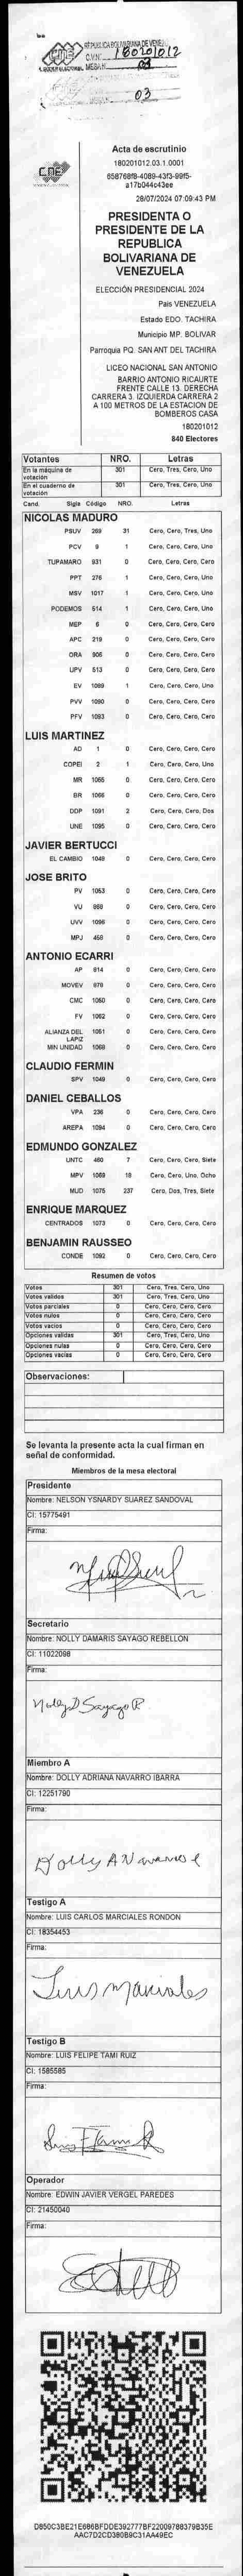 REPUBLICA BOLIVARIANA DE VENEZ
CNE
C.V.N. 180201012
PODER ELECTORAL MESA N. 03
03
CNE
Acta de escrutinio
180201012.03.1.0001
28/07/2024 07:09:43 PM
PRESIDENTA O
PRESIDENTE DE LA
REPUBLICA
BOLIVARIANA DE
VENEZUELA
ELECCIÓN PRESIDENCIAL 2024
País VENEZUELA
Estado EDO. TACHIRA
Municipio MP. BOLIVAR
Parroquia PQ. SAN ANT DEL TACHIRA
LICEO NACIONAL SAN ANTONIO
BARRIO ANTONIO RICAURTE
FRENTE CALLE 13. DERECHA
CARRERA 3. IZQUIERDA CARRERA 2
A 100 METROS DE LA ESTACION DE
BOMBEROS CASA
180201012
840 Electores
Votantes NRO. Letras
En la máquina de votación 301 Cero, Tres, Cero, Uno
En el cuaderno de votación 301 Cero, Tres, Cero, Uno
Cand. Sigla Código NRO. Letras
NICOLAS MADURO
PSUV 269 31 Cero, Cero, Tres, Uno
PCV 9 1 Cero, Cero, Cero, Uno
TUPAMARO 931 0 Cero, Cero, Cero, Cero
PPT 276 1 Cero, Cero, Cero, Uno
MSV 1017 1 Cero, Cero, Cero, Uno
PODEMOS 514 1 Cero, Cero, Cero, Uno
MEP 6 0 Cero, Cero, Cero, Cero
APC 219 0 Cero, Cero, Cero, Cero
ORA 906 0 Cero, Cero, Cero, Cero
UPV 513 0 Cero, Cero, Cero, Cero
EV 1089 1 Cero, Cero, Cero, Uno
PVV 1090 0 Cero, Cero, Cero, Cero
PFV 1093 0 Cero, Cero, Cero, Cero
LUIS MARTINEZ
AD 1 0 Cero, Cero, Cero, Cero
COPEI 2 1 Cero, Cero, Cero, Uno
MR 1065 0 Cero, Cero, Cero, Cero
BR 1066 0 Cero, Cero, Cero, Cero
DDP 1091 2 Cero, Cero, Cero, Dos
UNE 1095 0 Cero, Cero, Cero, Cero
JAVIER BERTUCCI
EL CAMBIO 1048 0 Cero, Cero, Cero, Cero
JOSE BRITO
PV 1053 0 Cero, Cero, Cero, Cero
VU 868 0 Cero, Cero, Cero, Cero
UVV 1096 0 Cero, Cero, Cero, Cero
MPJ 458 0 Cero, Cero, Cero, Cero
ANTONIO ECARRI
AP 914 0 Cero, Cero, Cero, Cero
MOVEV 979 0 Cero, Cero, Cero, Cero
CMC 1050 0 Cero, Cero, Cero, Cero
FV 1062 0 Cero, Cero, Cero, Cero
ALIANZA DEL LAPIZ 1051 0 Cero, Cero, Cero, Cero
MIN UNIDAD 1068 0 Cero, Cero, Cero, Cero
CLAUDIO FERMIN
SPV 1049 0 Cero, Cero, Cero, Cero
DANIEL CEBALLOS
VPA 236 0 Cero, Cero, Cero, Cero
AREPA 1094 0 Cero, Cero, Cero, Cero
EDMUNDO GONZALEZ
UNTC 460 7 Cero, Cero, Cero, Siete
MPV 1069 18 Cero, Cero, Uno, Ocho
MUD 1075 237 Cero, Dos, Tres, Siete
ENRIQUE MARQUEZ
CENTRADOS 1073 0 Cero, Cero, Cero, Cero
BENJAMIN RAUSSEO
CONDE 1092 0 Cero, Cero, Cero, Cero
Resumen de votos
Votos 301 Cero, Tres, Cero, Uno
Votos validos 301 Cero, Tres, Cero, Uno
Votos parciales 0 Cero, Cero, Cero, Cero
Votos nulos 0 Cero, Cero, Cero, Cero
Votos vacios 0 Cero, Cero, Cero, Cero
Opciones validas 301 Cero, Tres, Cero, Uno
Opciones nulas 0 Cero, Cero, Cero, Cero
Opciones vacias 0 Cero, Cero, Cero, Cero
Observaciones:
Se levanta la presente acta la cual firman en
señal de conformidad.
Miembros de la mesa electoral
Presidente
Nombre: NELSON YSNARDY SUAREZ SANDOVAL
CI: 15775491
Firma:
Secretario
Nombre: NOLLY DAMARIS SAYAGO REBELLON
CI: 11022098
Firma:
Nolly D Sayago R
Miembro A
Nombre: DOLLY ADRIANA NAVARRO IBARRA
CI: 12251790
Firma:
Dolly A Navarro
Testigo A
Nombre: LUIS CARLOS MARCIALES RONDON
CI: 18354453
Firma:
Luis Marciales
Testigo B
Nombre: LUIS FELIPE TAMI RUIZ
CI: 1585585
Firma:
Luis F Tami R
Operador
Nombre: EDWIN JAVIER VERGEL PAREDES
CI: 21450040
Firma: